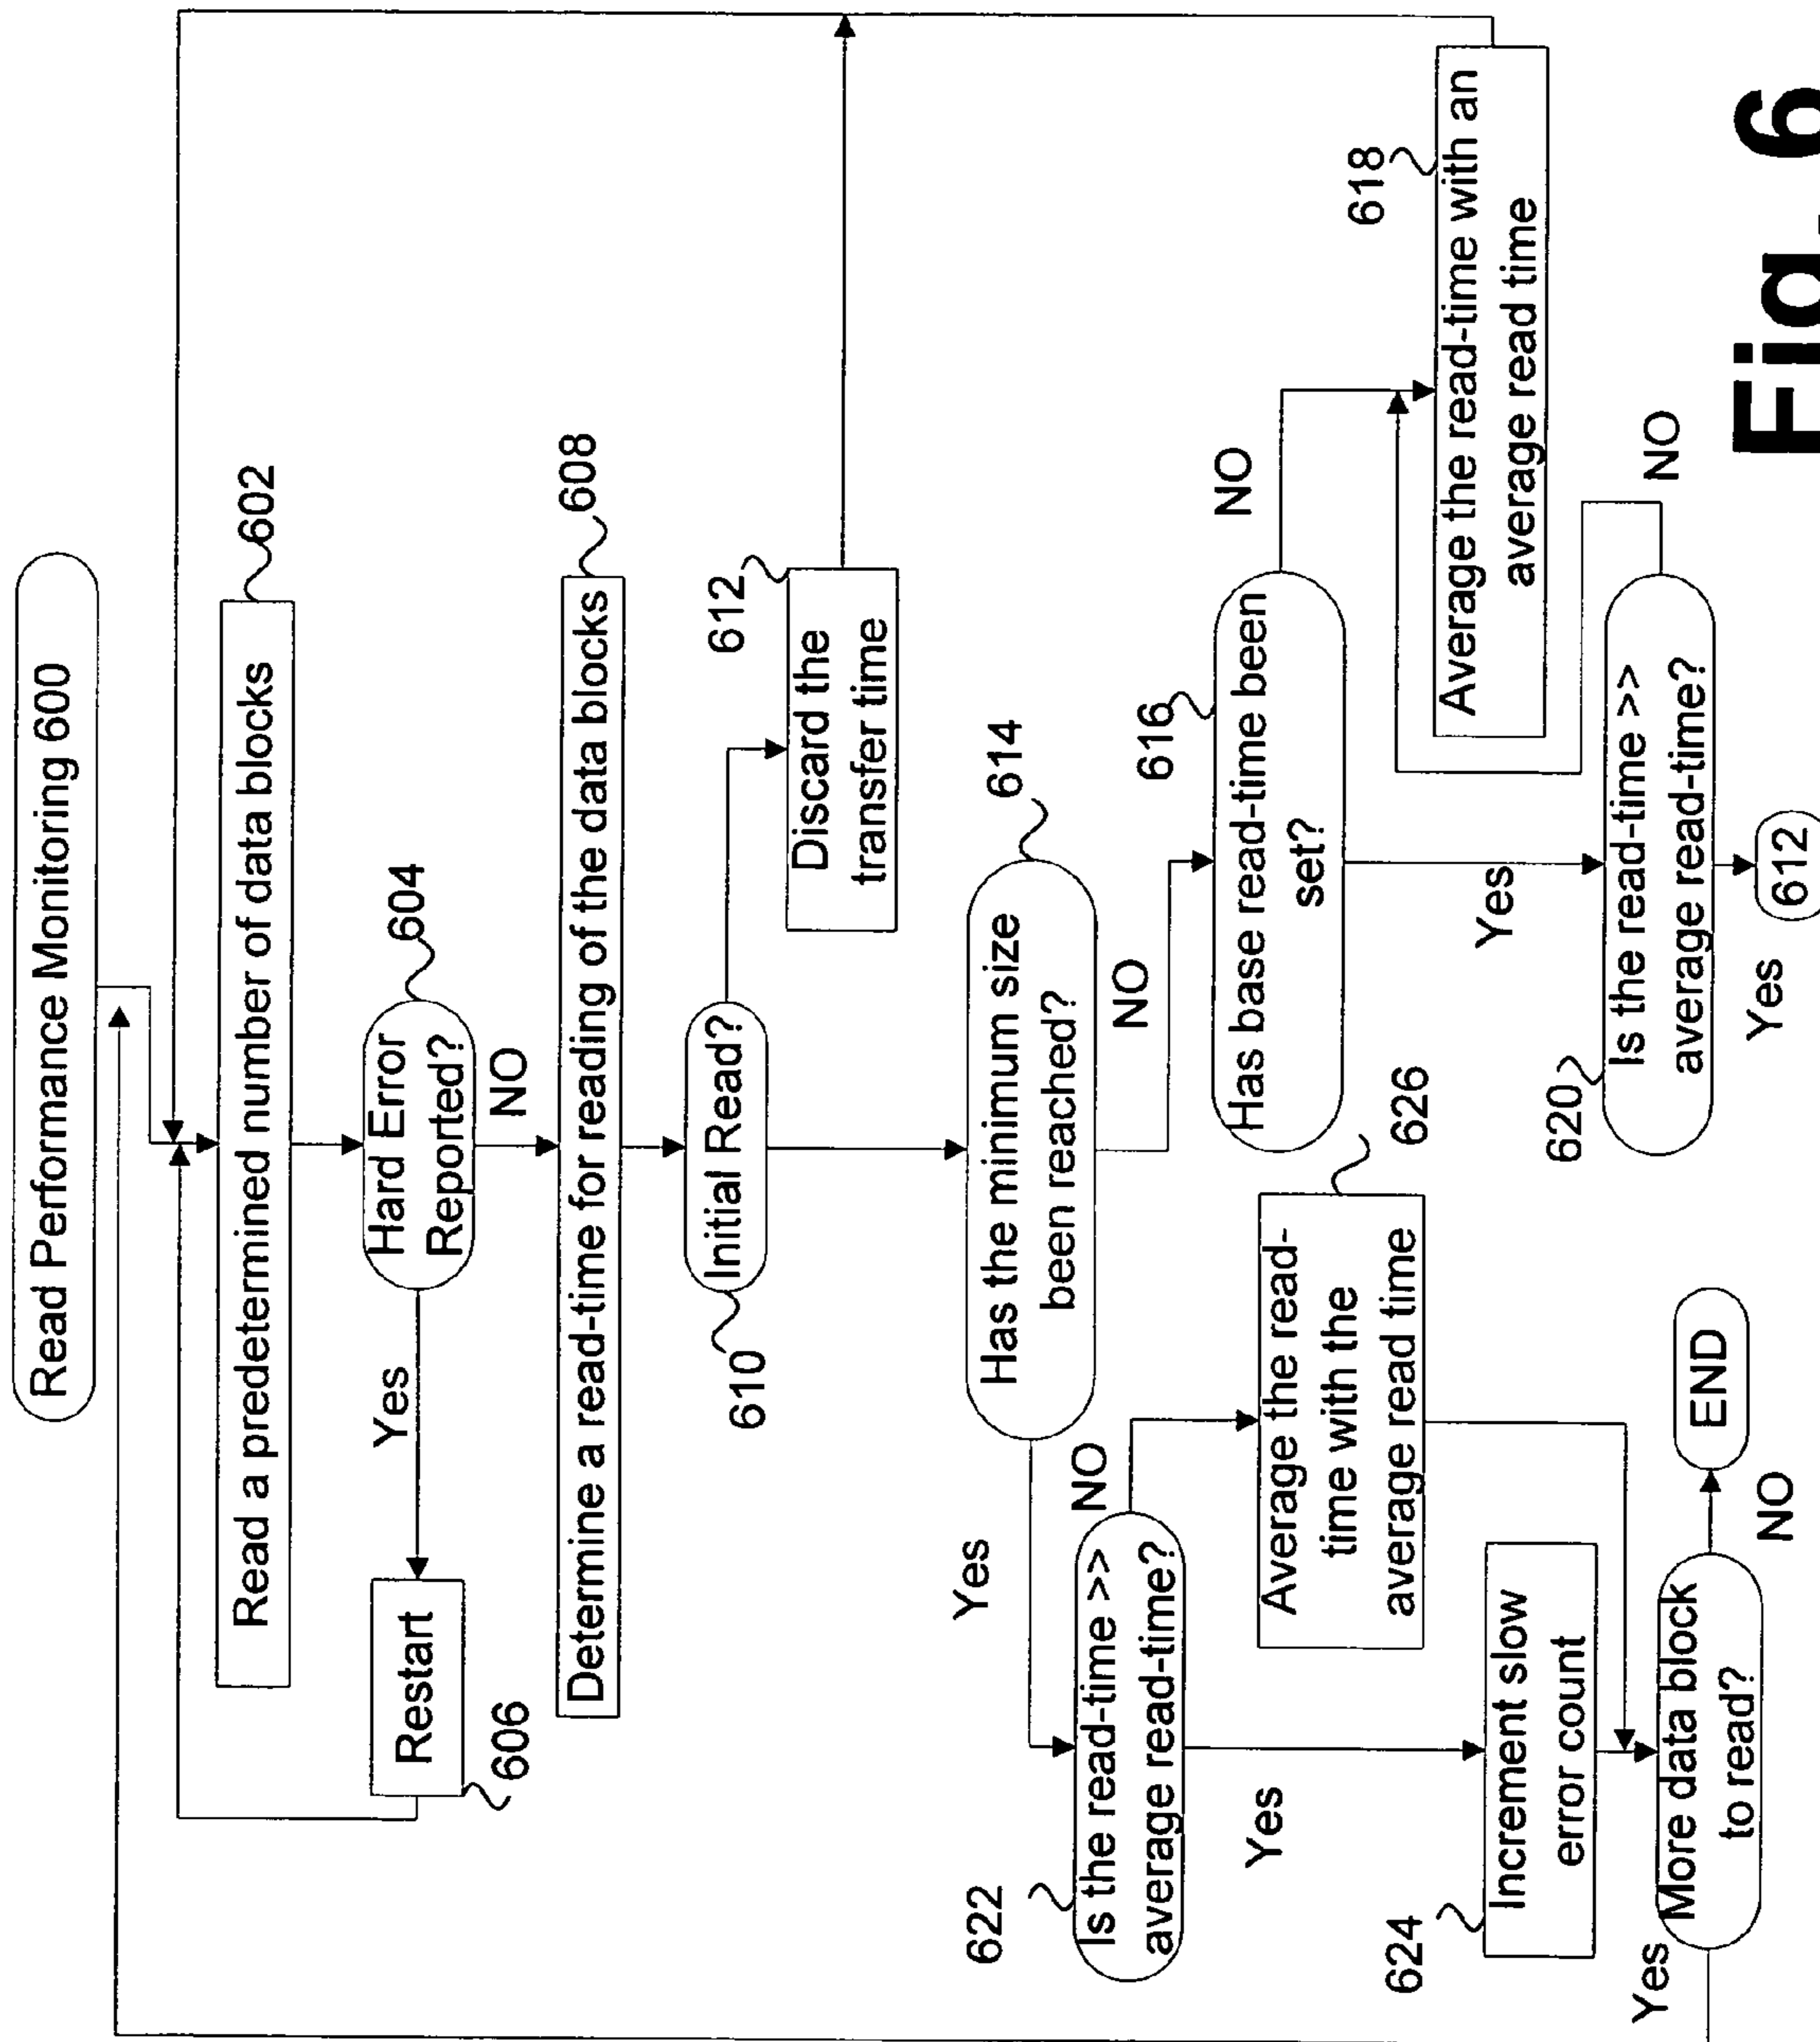 Read Performance Monitoring 600
602
Read a predetermined number of data blocks
604
Hard Error
Reported?
Yes
NO
Restart
606
608
Determine a read-time for reading of the data blocks
610
Initial Read?
612
Discard the
transfer time
614
Has the minimum size
been reached?
Yes
NO
616
Has base read-time been
set?
NO
Yes
618
Average the read-time with an
average read time
620
Is the read-time >>
average read-time?
NO
Yes
612
622
Is the read-time >>
average read-time?
NO
Yes
626
Average the read-
time with the
average read time
624
Increment slow
error count
More data block
to read?
Yes
NO
END
Fig. 6